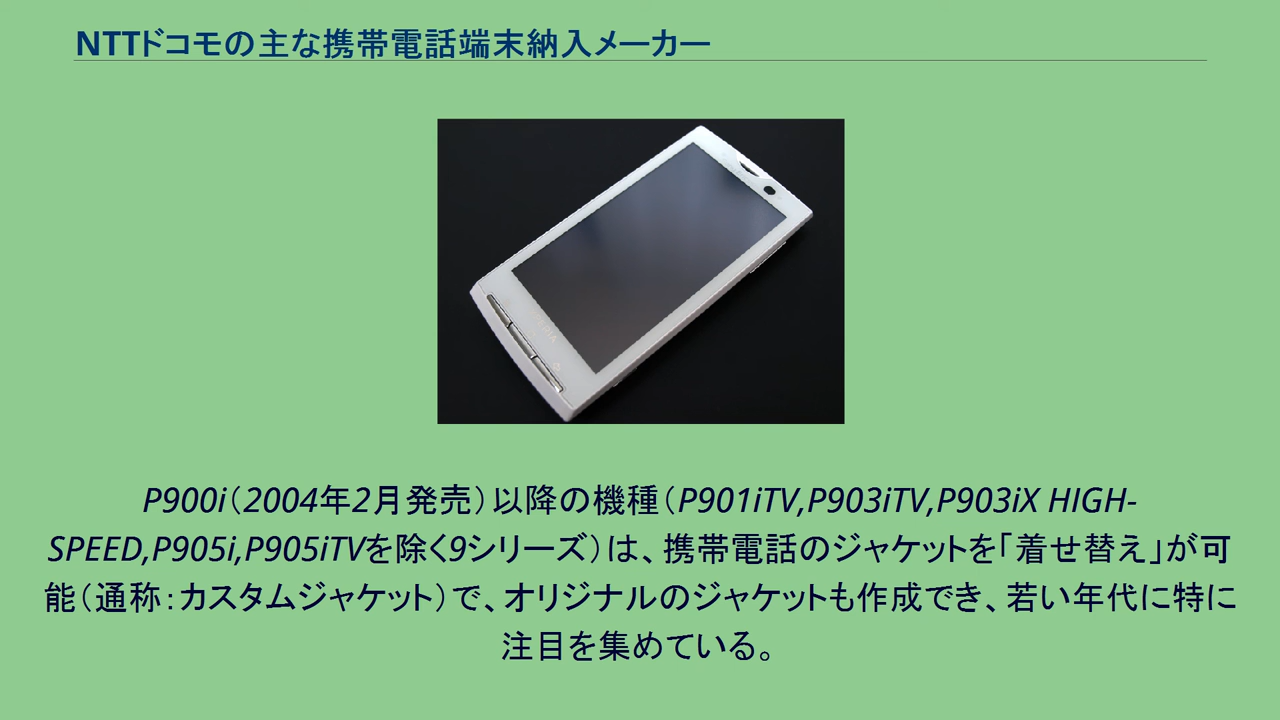 NTTドコモの主な携帯電話端末納入メーカー
P900i（2004年2月発売）以降の機種（P901iTV,P903iTV,P903iX HIGH-
SPEED,P905i,P905iTVを除く9シリーズ）は、携帯電話のジャケットを「着せ替え」が可
能（通称：カスタムジャケット）で、オリジナルのジャケットも作成でき、若い年代に特に
注目を集めている。